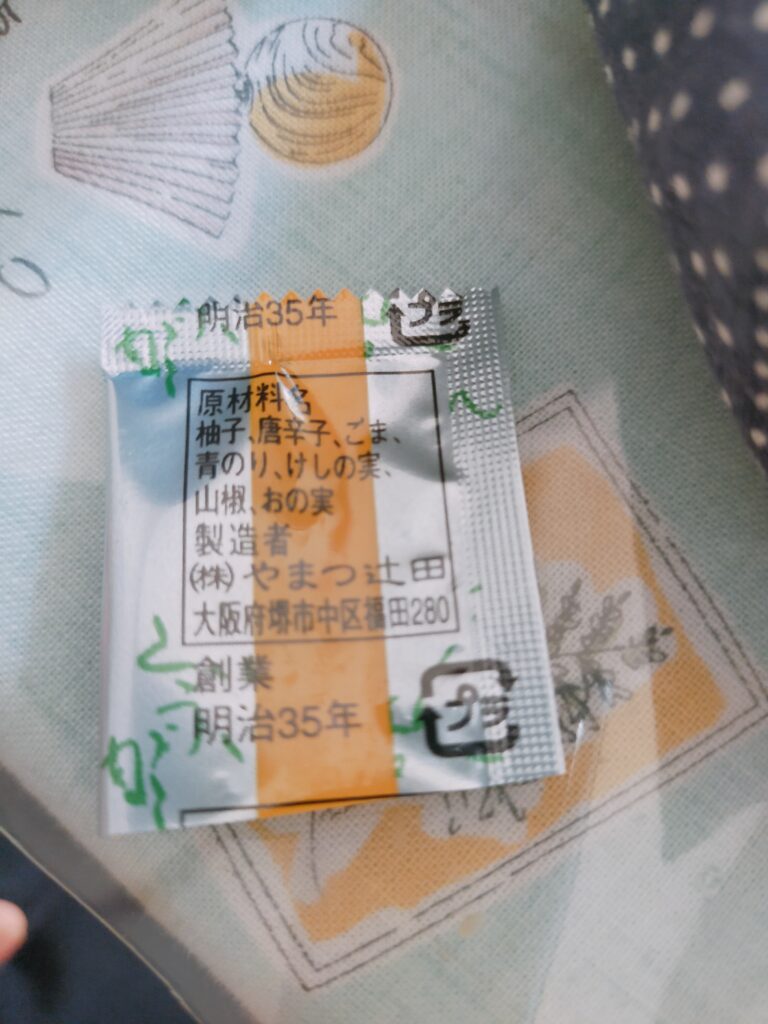 明治35年
プラ
原材料名
柚子、唐辛子、ごま、
青のり、けしの実、
山椒、おの実
製造者
(株) やまつ辻田
大阪府堺市中区福田280
創業
明治35年
プラ